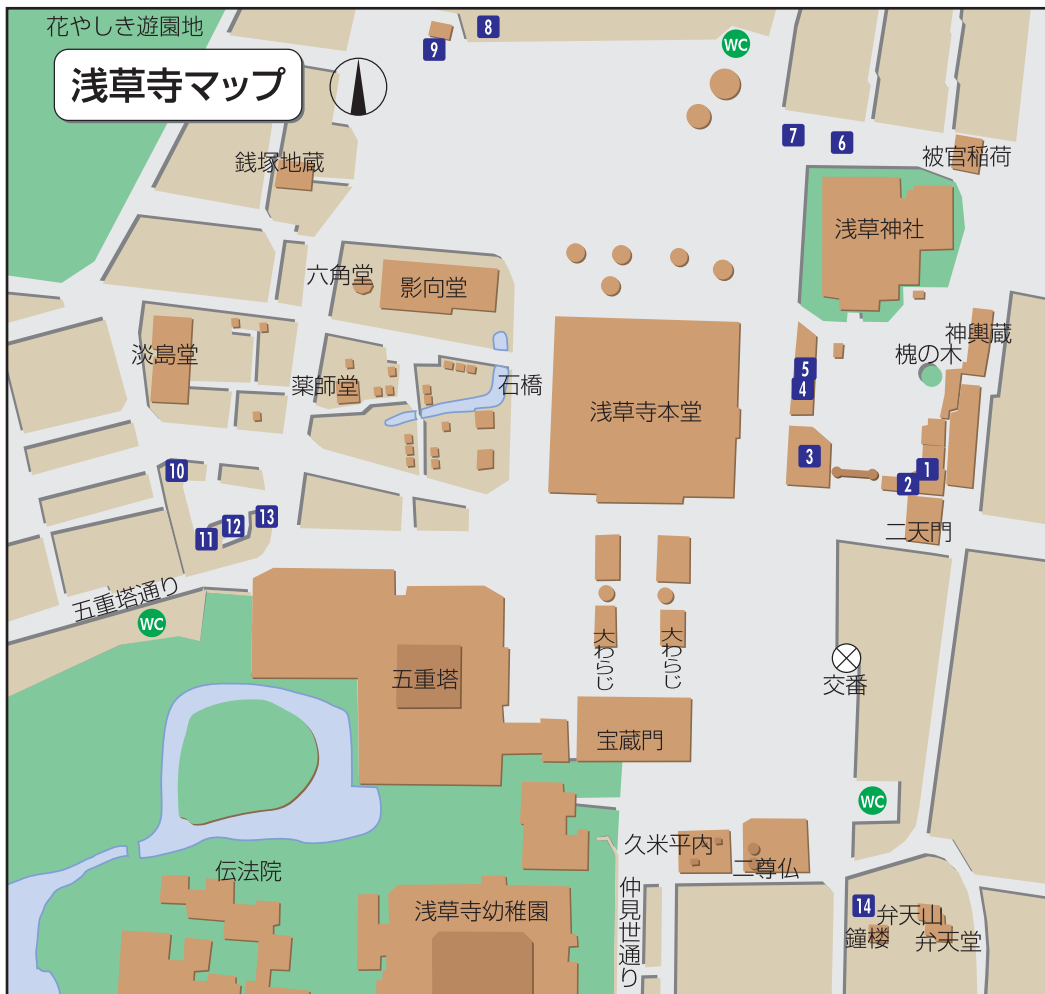 花やしき遊園地
8
9
WC
浅草寺マップ
7
6
銭塚地蔵
被官稲荷
浅草神社
六角堂
影向堂
神輿蔵
淡島堂
槐の木
薬師堂
石橋
5
4
浅草寺本堂
3
1
2
10
13
12
11
二天門
五重塔通り
WC
大わらじ
大わらじ
五重塔
交番
宝蔵門
WC
久米平内
二尊仏
伝法院
仲見世通り
浅草寺幼稚園
14
弁天山
鐘楼
弁天堂